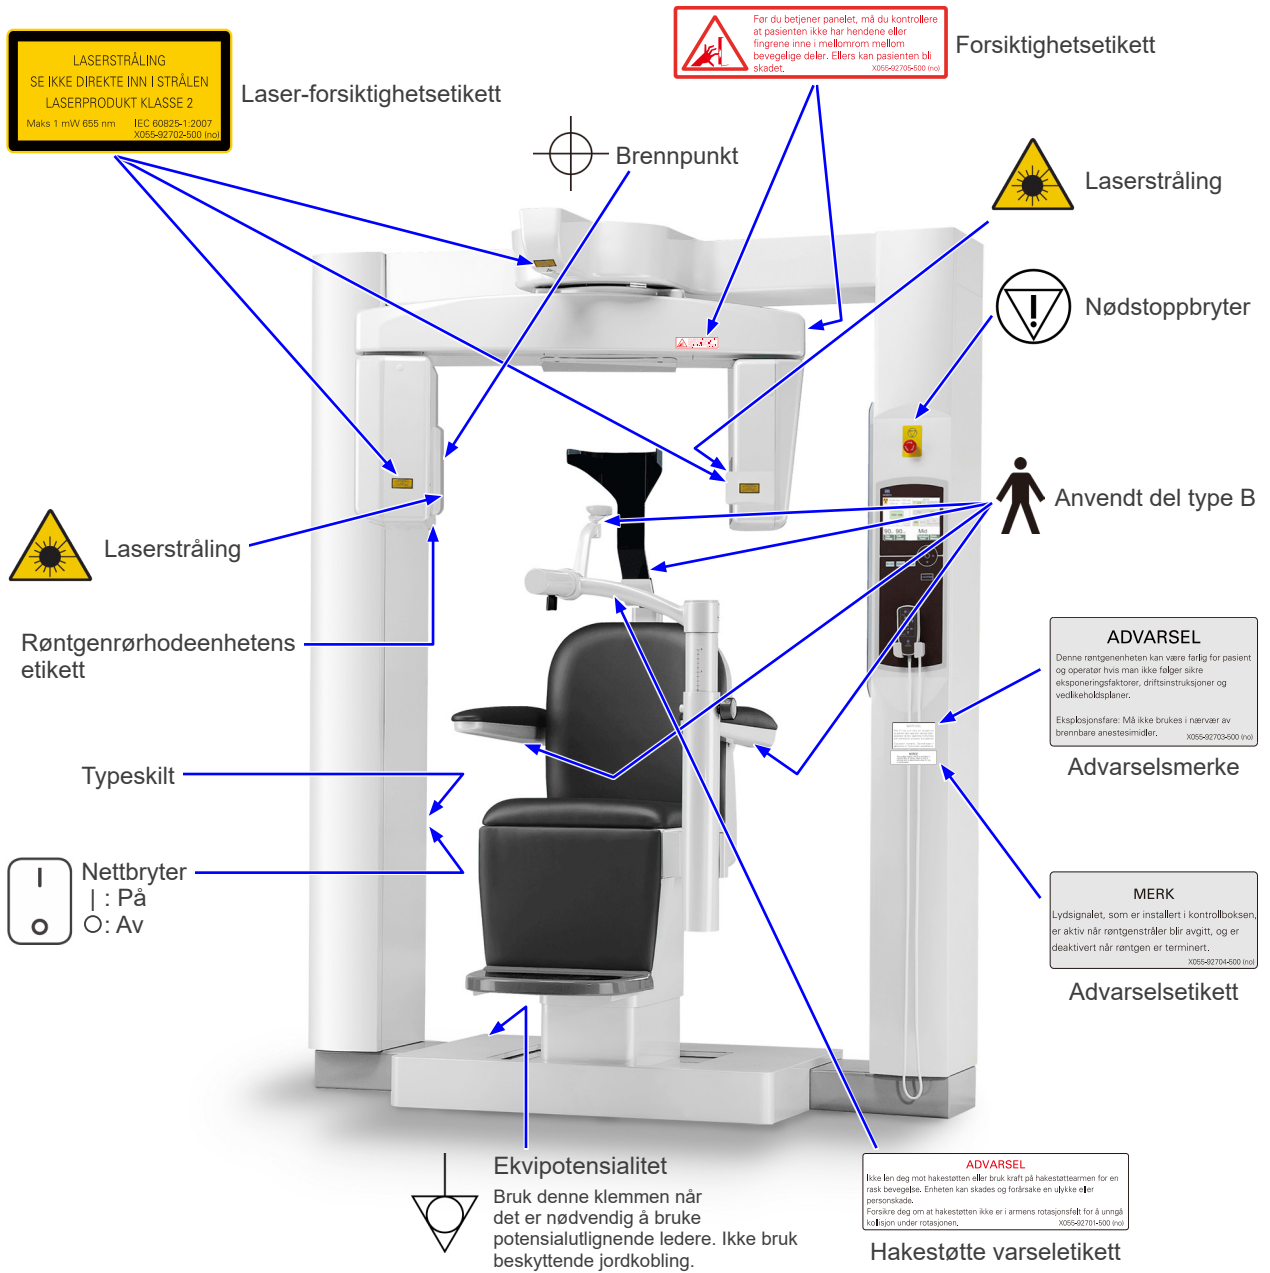 LASERSTRÅLING
SE IKKE DIREKTE INN I STRÅLEN
LASERPRODUKT KLASSE 2
Maks 1 mW 655 nm IEC 60825-1:2007
X055-92702-500 (no)
Laser-forsiktighetsetikett
Før du betjener panelet, må du kontrollere
at pasienten ikke har hendene eller
fingrene inne i mellomrom mellom
bevegelige deler. Ellers kan pasienten bli
skadet. X055-92705-500 (no)
Forsiktighetsetikett
Brennpunkt
Laserstråling
Nødstoppbryter
Anvendt del type B
Laserstråling
Røntgenrørhodeenhetens
etikett
ADVARSEL
Denne røntgenenheten kan være farlig for pasient
og operatør hvis man ikke følger sikre
eksponeringsfaktorer, driftsinstruksjoner og
vedlikeholdsplaner.
Eksplosjonsfare: Må ikke brukes i nærvær av
brennbare anestesimidler. X055-92703-500 (no)
Advarselsmerke
Typeskilt
Nettbryter
| : På
O: Av
MERK
Lydsignalet, som er installert i kontrollboksen,
er aktiv når røntgenstråler blir avgitt, og er
deaktivert når røntgen er terminert.
X055-92704-500 (no)
Advarselsetikett
Ekvipotensialitet
Bruk denne klemmen når
det er nødvendig å bruke
potensialutlignende ledere. Ikke bruk
beskyttende jordkobling.
ADVARSEL
Ikke len deg mot hakestøtten eller bruk kraft på hakestøttearmen for en
rask bevegelse. Enheten kan skades og forårsake en ulykke eller
personskade.
Forsikre deg om at hakestøtten ikke er i armens rotasjonsfelt for å unngå
kollisjon under rotasjonen. X055-92701-500 (no)
Hakestøtte varseletikett